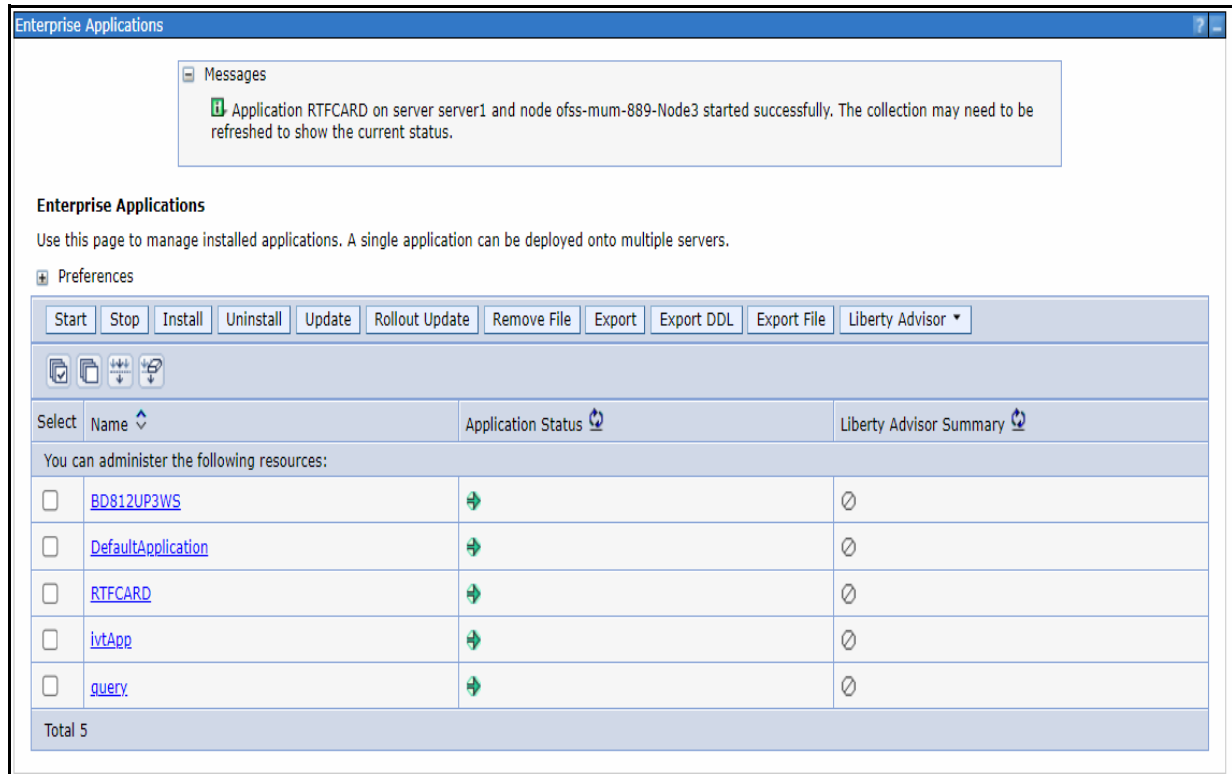 Enterprise Applications
?
Messages
Application RTFCARD on server server1 and node ofss-mum-889-Node3 started successfully. The collection may need to be
refreshed to show the current status.
Enterprise Applications
Use this page to manage installed applications. A single application can be deployed onto multiple servers.
Preferences
Start Stop Install Uninstall Update Rollout Update Remove File Export Export DDL Export File Liberty Advisor
Select Name Application Status Liberty Advisor Summary
You can administer the following resources:
BD812UP3WS
DefaultApplication
RTFCARD
ivtApp
query
Total 5